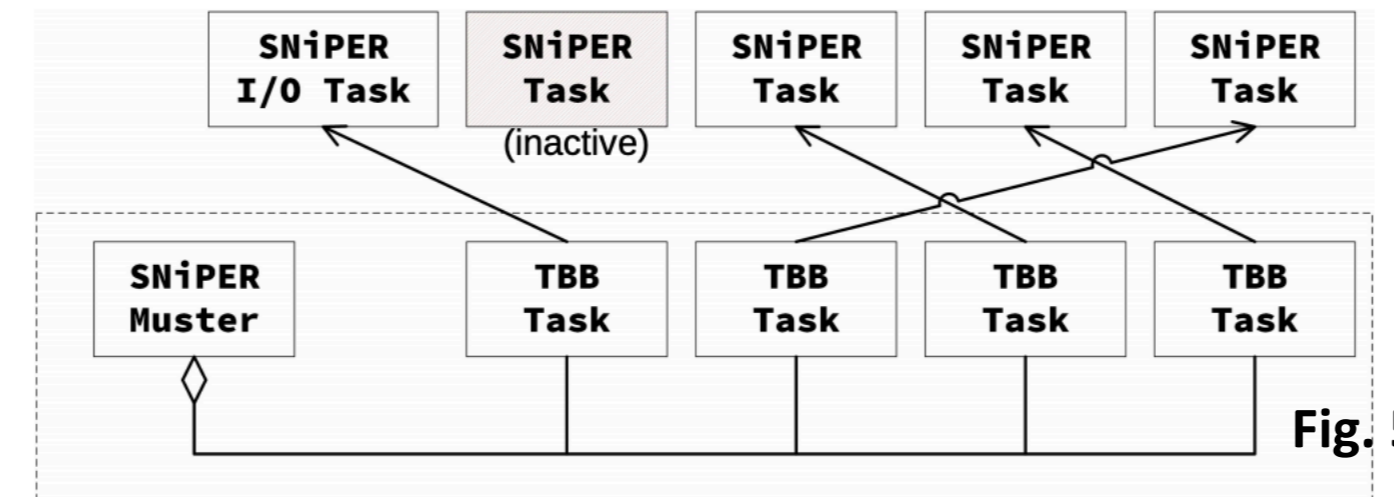 SNiPER
I/O Task
SNiPER
Task
(inactive)
SNiPER
Task
SNiPER
Task
SNiPER
Task
SNiPER
Muster
TBB
Task
TBB
Task
TBB
Task
TBB
Task
Fig.